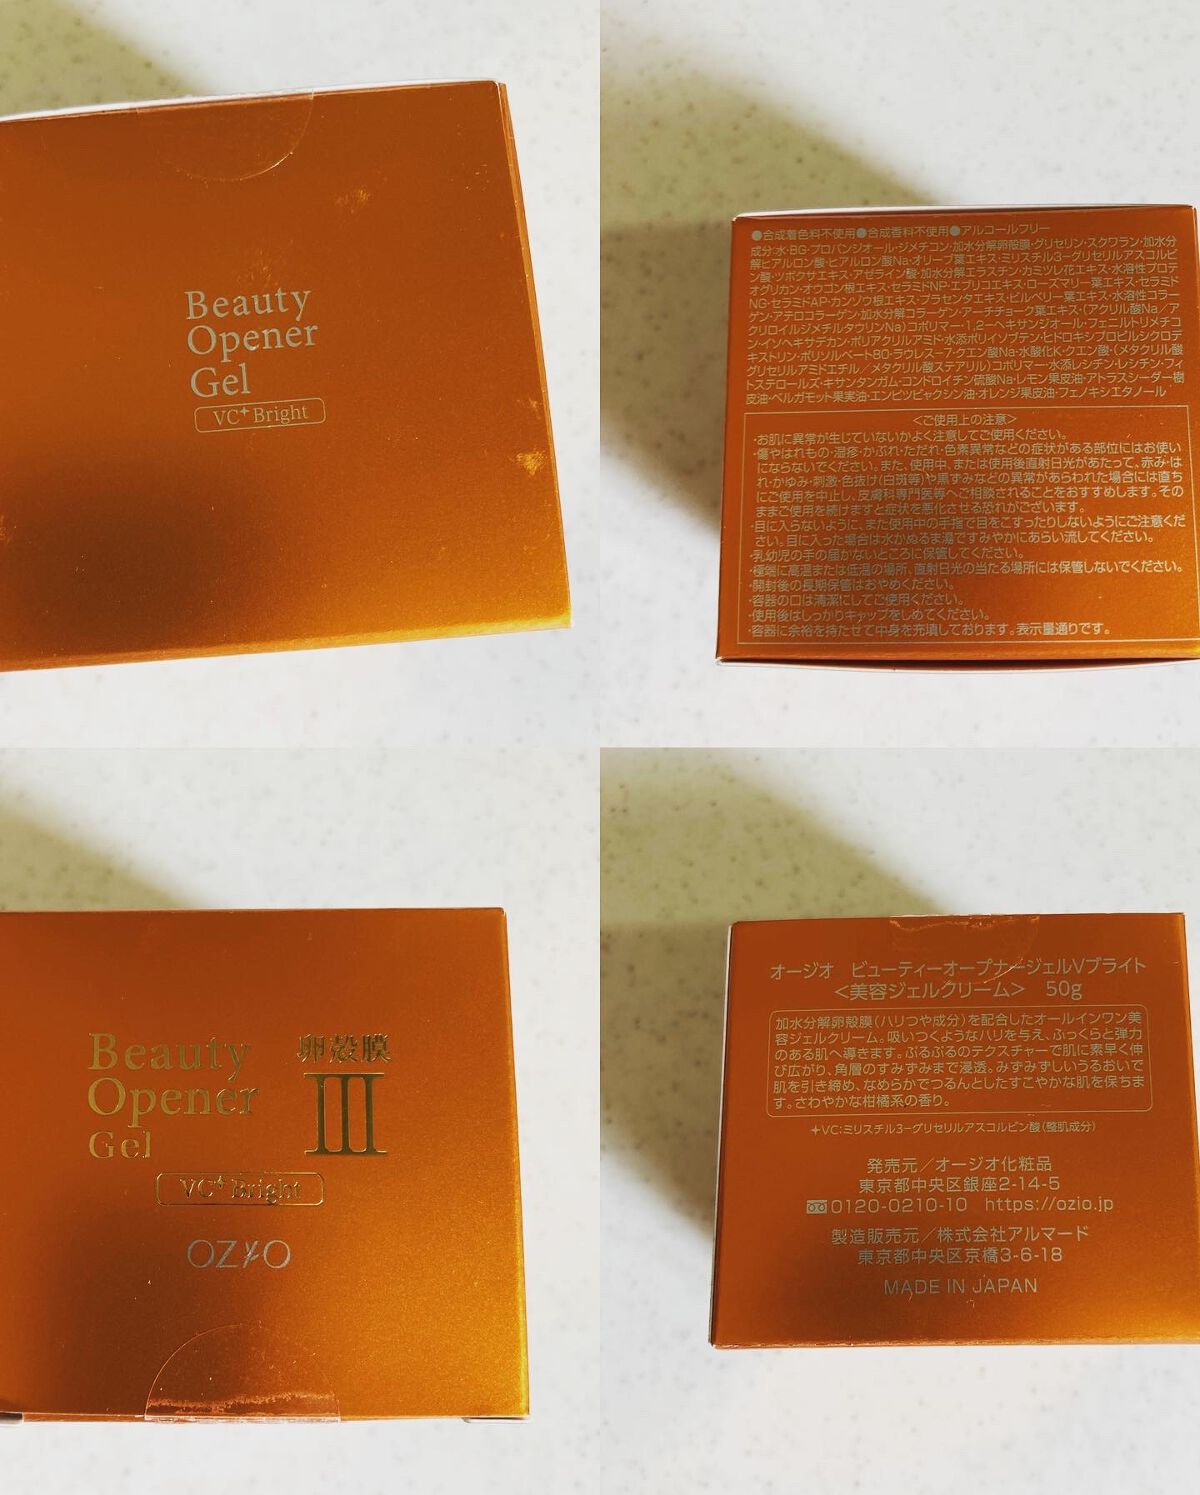 Beauty
Opener
Gel
VC+ Bright
●合成着色料不使用●合成香料不使用●アルコールフリー
成分:水・BG・プロパンジオール・ジメチコン・加水分解卵殻膜・グリセリン・スクワラン・加水分
解ヒアルロン酸・ヒアルロン酸Na・オリーブ葉エキス・ミリスチル3-グリセリルアスコルビ
ン酸・ツボクサエキス・アゼライン酸・加水分解エラスチン・カミツレ花エキス・水溶性プロテ
オグリカン・オウゴン根エキス・セラミドNP・エブリコエキス・ローズマリー葉エキス・セラミド
NG・セラミドAP・カンゾウ根エキス・プラセンタエキス・ビルベリー葉エキス・水溶性コラー
ゲン・アテロコラーゲン・加水分解コラーゲン・アーチチョーク葉エキス・(アクリル酸Na/ア
クリロイルジメチルタウリンNa)コポリマー・1,2-ヘキサンジオール・フェニルトリメチコ
ン・イソヘキサデカン・ポリアクリルアミド・水添ポリイソブテン・ヒドロキシプロピルシクロデ
キストリン・ポリソルベート80・ラウレス-7・クエン酸Na・水酸化K・クエン酸・(メタクリル酸
グリセリルアミドエチル/メタクリル酸ステアリル)コポリマー・水添レシチン・レシチン・フィ
トステロールズ・キサンタンガム・コンドロイチン硫酸Na・レモン果皮油・アトラスシーダー樹
皮油・ベルガモット果実油・エンピツビャクシン油・オレンジ果皮油・フェノキシエタノール
<ご使用上の注意>
・お肌に異常が生じていないかよく注意してご使用ください。
・傷やはれもの・湿疹・かぶれ・ただれ・色素異常などの症状がある部位にはお使い
にならないでください。また、使用中、または使用後直射日光があたって、赤み・は
れ・かゆみ・刺激・色抜け(白斑等)や黒ずみなどの異常があらわれた場合には直ち
にご使用を中止し、皮膚科専門医等へご相談されることをおすすめします。その
ままご使用を続けますと症状を悪化させる恐れがございます。
・目に入らないように、また使用中の手指で目をこすったりしないようにご注意くだ
さい。目に入った場合は水かぬるま湯ですみやかにあらい流してください。
・乳幼児の手の届かないところに保管してください。
・極端に高温または低温の場所、直射日光の当たる場所には保管しないでください。
・開封後の長期保管はおやめください。
・容器の口は清潔にしてご使用ください。
・使用後はしっかりキャップをしめてください。
・容器に余裕を持たせて中身を充填しております。表示量通りです。
Beauty
Opener
Gel
卵殻膜
III
VC+ Bright
OZIO
オージオ ビューティーオープナージェルVブライト
<美容ジェルクリーム> 50g
加水分解卵殻膜(ハリつや成分)を配合したオールインワン美
容ジェルクリーム。吸いつくようなハリを与え、ふっくらと弾力
のある肌へ導きます。ぷるぷるのテクスチャーで肌に素早く伸
び広がり、角層のすみずみまで浸透。みずみずしいうるおいで
肌を引き締め、なめらかでつるんとしたすこやかな肌を保ちま
す。さわやかな柑橘系の香り。
+VC:ミリスチル3-グリセリルアスコルビン酸(整肌成分)
発売元/オージオ化粧品
東京都中央区銀座2-14-5
0120-0210-10 https://ozio.jp
製造販売元/株式会社アルマード
東京都中央区京橋3-6-18
MADE IN JAPAN